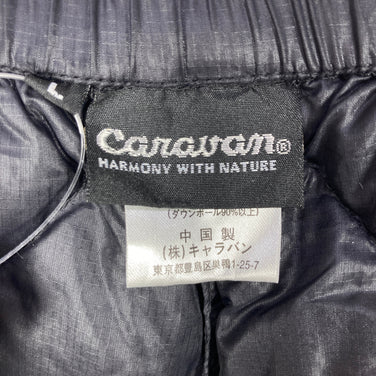 L
caravan®
HARMONY WITH NATURE
(ダウンボール90%以上)
中国製
(株)キャラバン
東京都豊島区巣鴨1-25-7